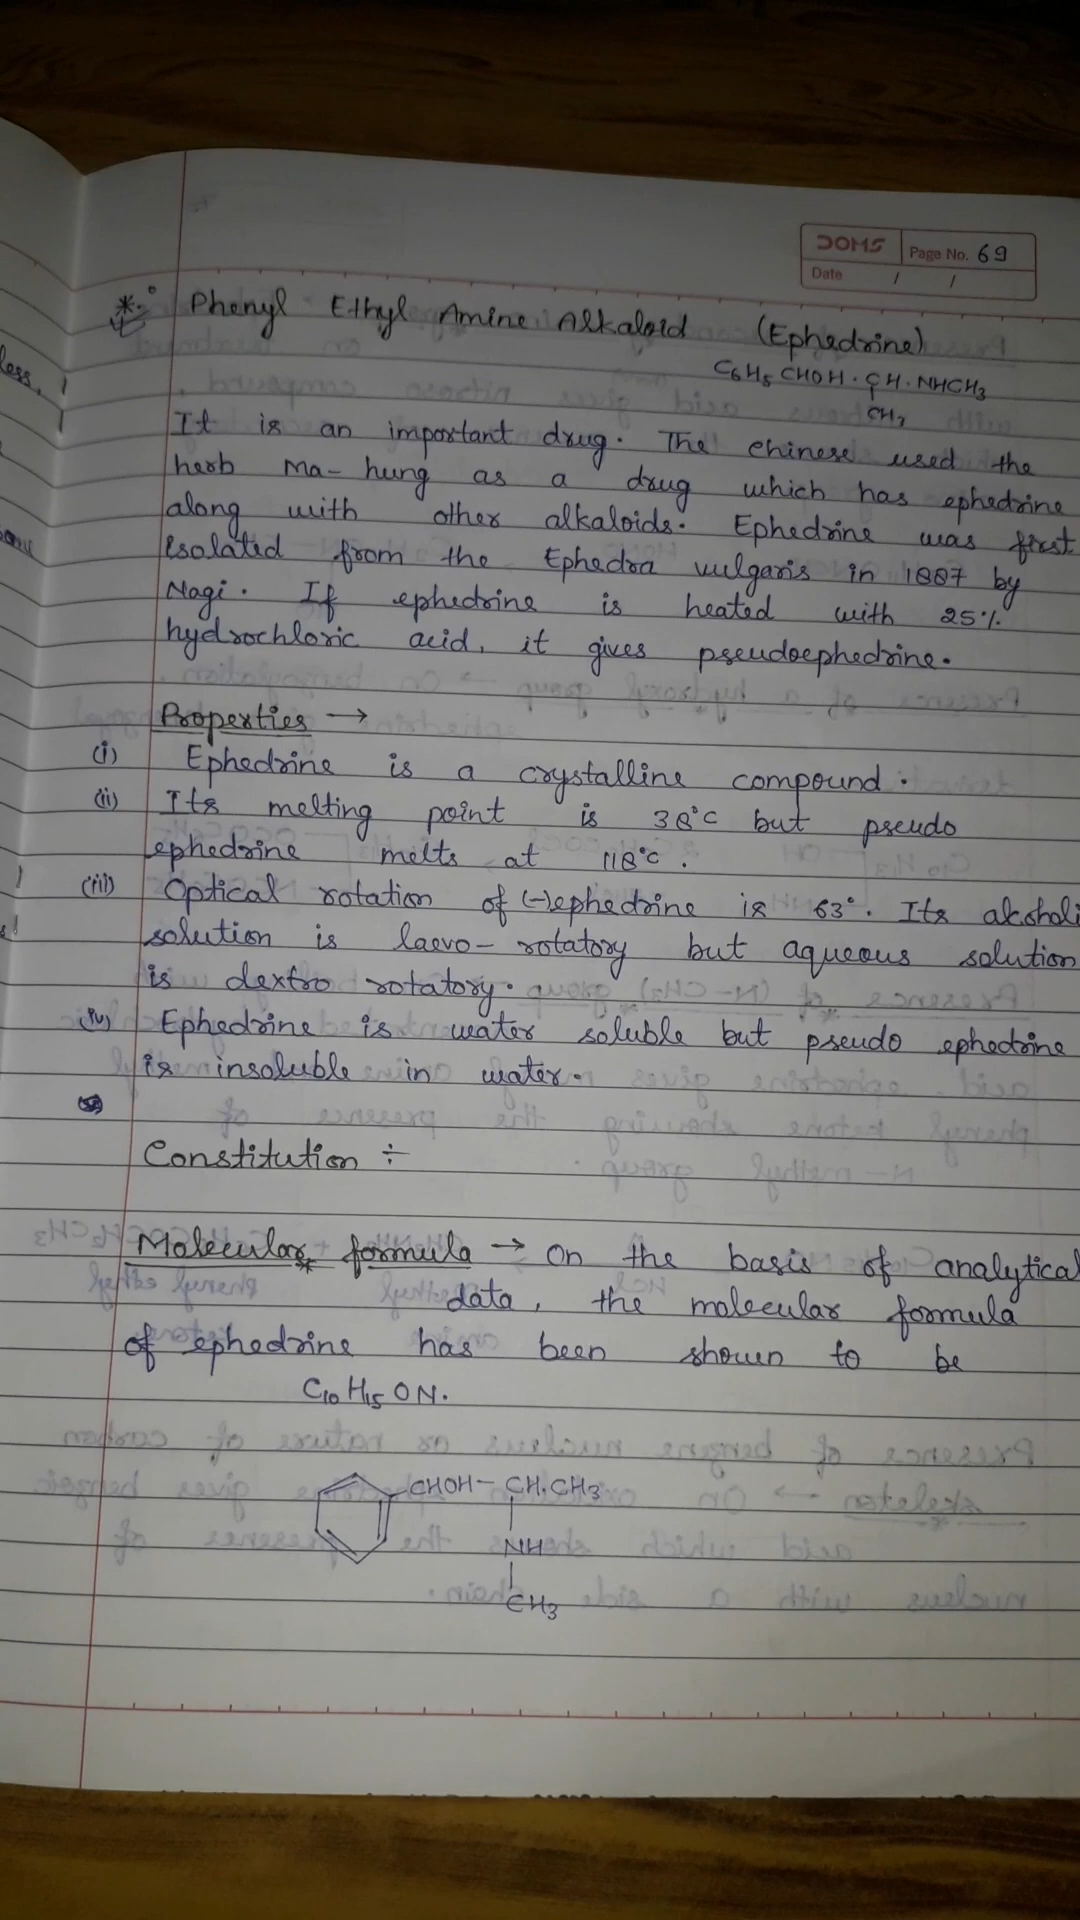 DOMS
Page No. 69
Date / /
Phenyl Ethyl Amine Alkaloid (Ephedrine)
C6H5 CHOH · CH · NHCH3
CH3
It is an important drug. The chinese used the
herb Ma-hung as a drug which has ephedrine
along with other alkaloids. Ephedrine was first
isolated from the Ephedra vulgaris in 1887 by
Nagi. If ephedrine is heated with 25%
hydrochloric acid, it gives pseudoephedrine.
Properties →
(i) Ephedrine is a crystalline compound.
(ii) Its melting point is 38°C but pseudo
ephedrine melts at 118°C.
(iii) Optical rotation of (-)ephedrine is 63°. Its alcoholi
solution is laevo-rotatory but aqueous solution
is dextro rotatory.
(iv) Ephedrine is water soluble but pseudo ephedrine
is insoluble in water.
Constitution ÷
Molecular formula → On the basis of analytical
data, the molecular formula
of ephedrine has been shown to be
C10 H15 ON.
CHOH – CH·CH3
NH
CH3
less,